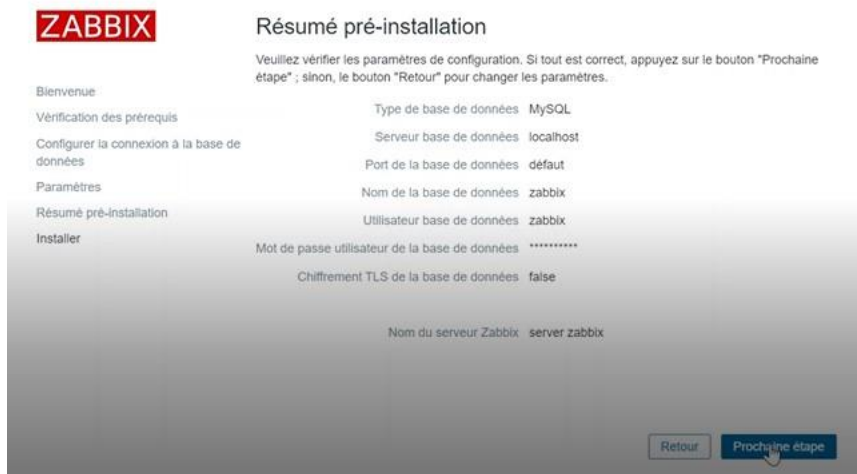 ZABBIX
Résumé pré-installation
Veuillez vérifier les paramètres de configuration. Si tout est correct, appuyez sur le bouton "Prochaine
étape" ; sinon, le bouton "Retour" pour changer les paramètres.
Bienvenue
Vérification des prérequis
Configurer la connexion à la base de
données
Paramètres
Résumé pré-installation
Installer
Type de base de données MySQL
Serveur base de données localhost
Port de la base de données défaut
Nom de la base de données zabbix
Utilisateur base de données zabbix
Mot de passe utilisateur de la base de données **********
Chiffrement TLS de la base de données false
Nom du serveur Zabbix server zabbix
Retour Prochaine étape